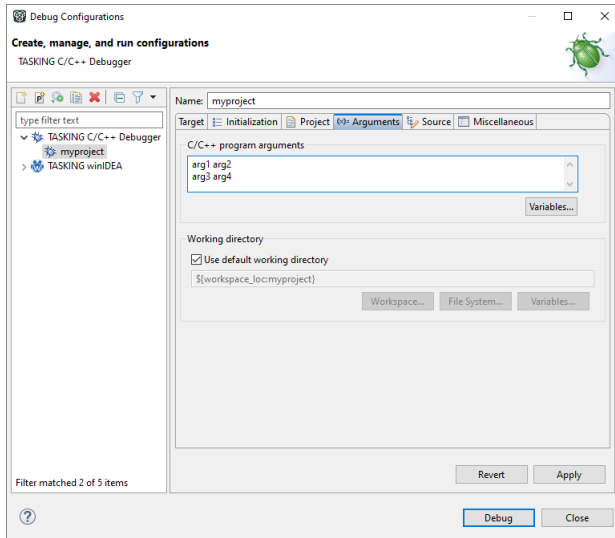 Debug Configurations
Create, manage, and run configurations
TASKING C/C++ Debugger
type filter text
TASKING C/C++ Debugger
myproject
TASKING winIDEA
Filter matched 2 of 5 items
Name: myproject
Target Initialization Project (x)= Arguments Source Miscellaneous
C/C++ program arguments
arg1 arg2
arg3 arg4
Variables...
Working directory
Use default working directory
${workspace_loc:myproject}
Workspace... File System... Variables...
Revert Apply
? Debug Close